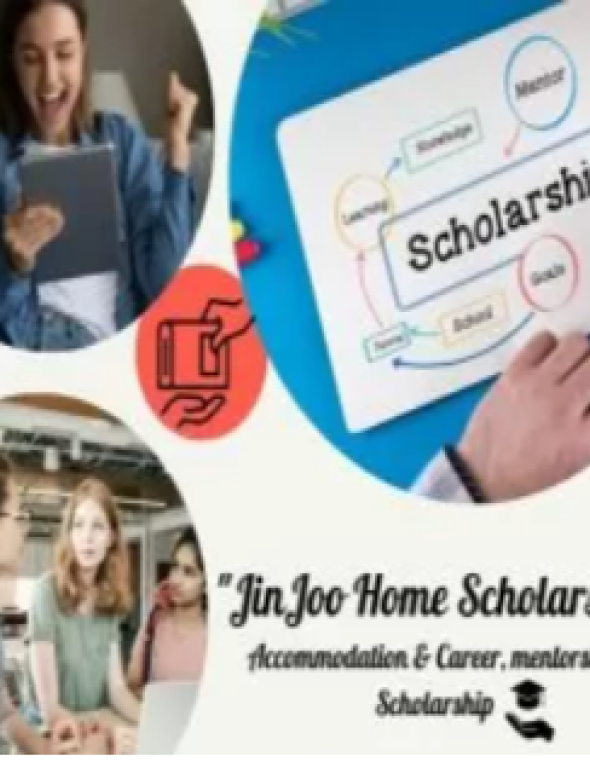 Mentor
Knowledge
Learning
Scholarshi
Goals
School
"JinJoo Home Scholars
Accommodation & Career, mentors
Scholarship